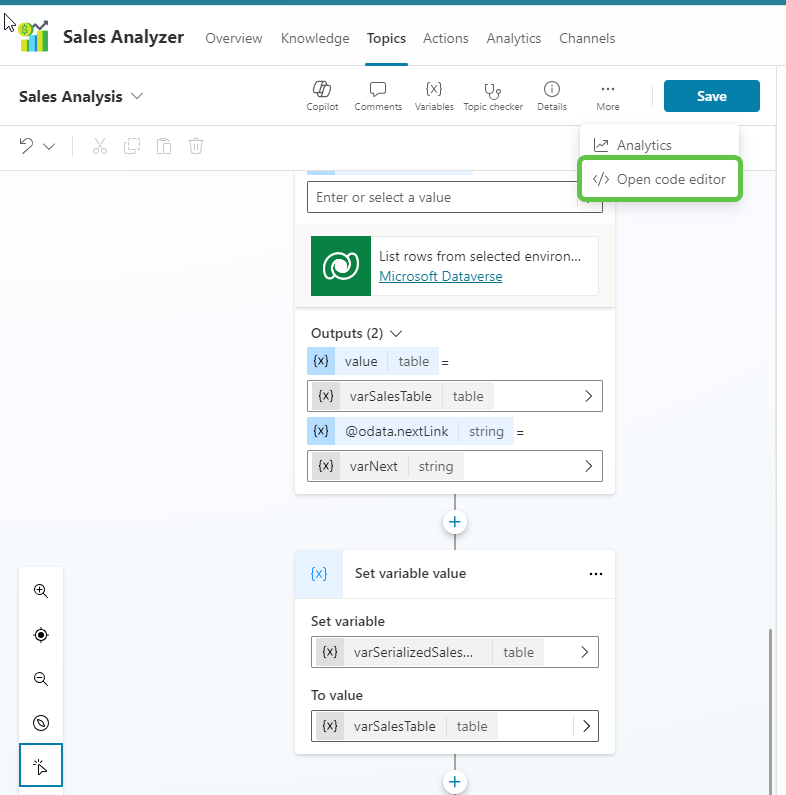 Sales Analyzer
Overview
Knowledge
Topics
Actions
Analytics
Channels
Sales Analysis
Copilot
Comments
{x}
Variables
Topic checker
Details
More
Save
Analytics
</> Open code editor
Enter or select a value
List rows from selected environ...
Microsoft Dataverse
Outputs (2)
{x} value table =
{x} varSalesTable table
{x} @odata.nextLink string =
{x} varNext string
{x} Set variable value
Set variable
{x} varSerializedSales... table
To value
{x} varSalesTable table